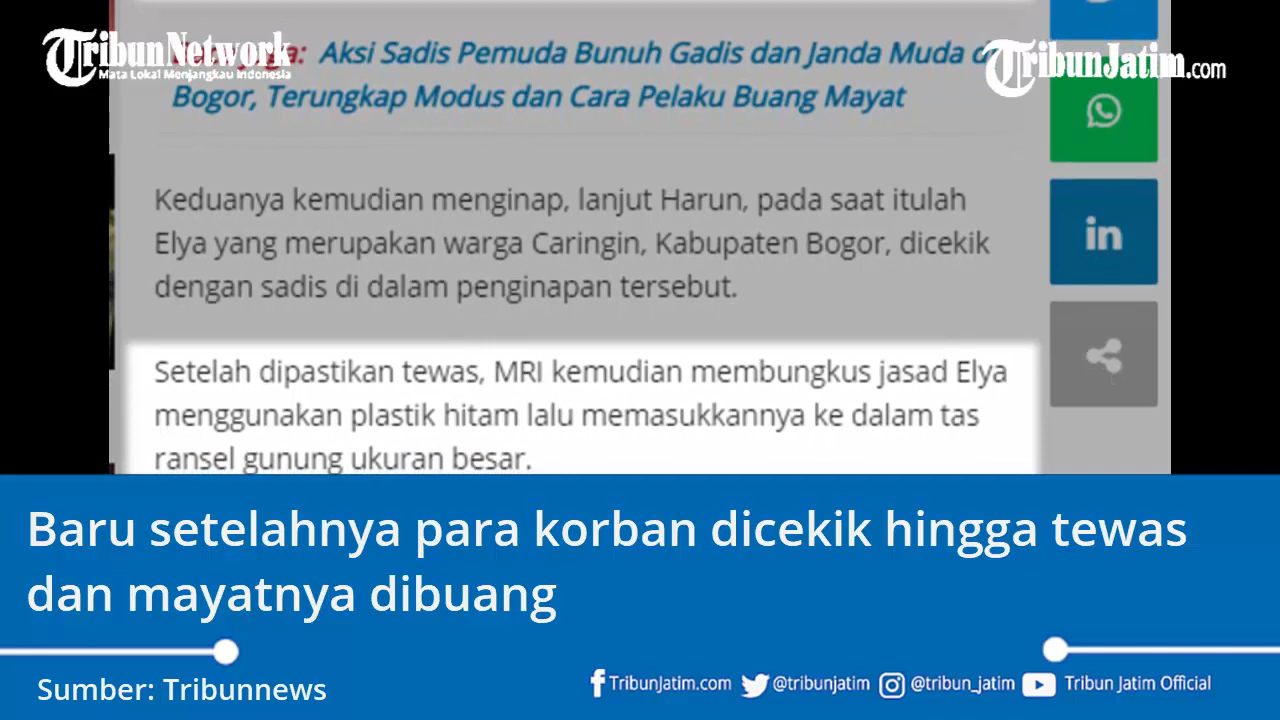 TribunNetwork
Mata Lokal Menjangkau Indonesia
TribunJatim.com
Aksi Sadis Pemuda Bunuh Gadis dan Janda Muda
Bogor, Terungkap Modus dan Cara Pelaku Buang Mayat
Keduanya kemudian menginap, lanjut Harun, pada saat itulah
Elya yang merupakan warga Caringin, Kabupaten Bogor, dicekik
dengan sadis di dalam penginapan tersebut.
in
Setelah dipastikan tewas, MRI kemudian membungkus jasad Elya
menggunakan plastik hitam lalu memasukkannya ke dalam tas
ransel gunung ukuran besar.
Baru setelahnya para korban dicekik hingga tewas
dan mayatnya dibuang
Sumber: Tribunnews
TribunJatim.com @tribunjatim @tribun_jatim Tribun Jatim Official